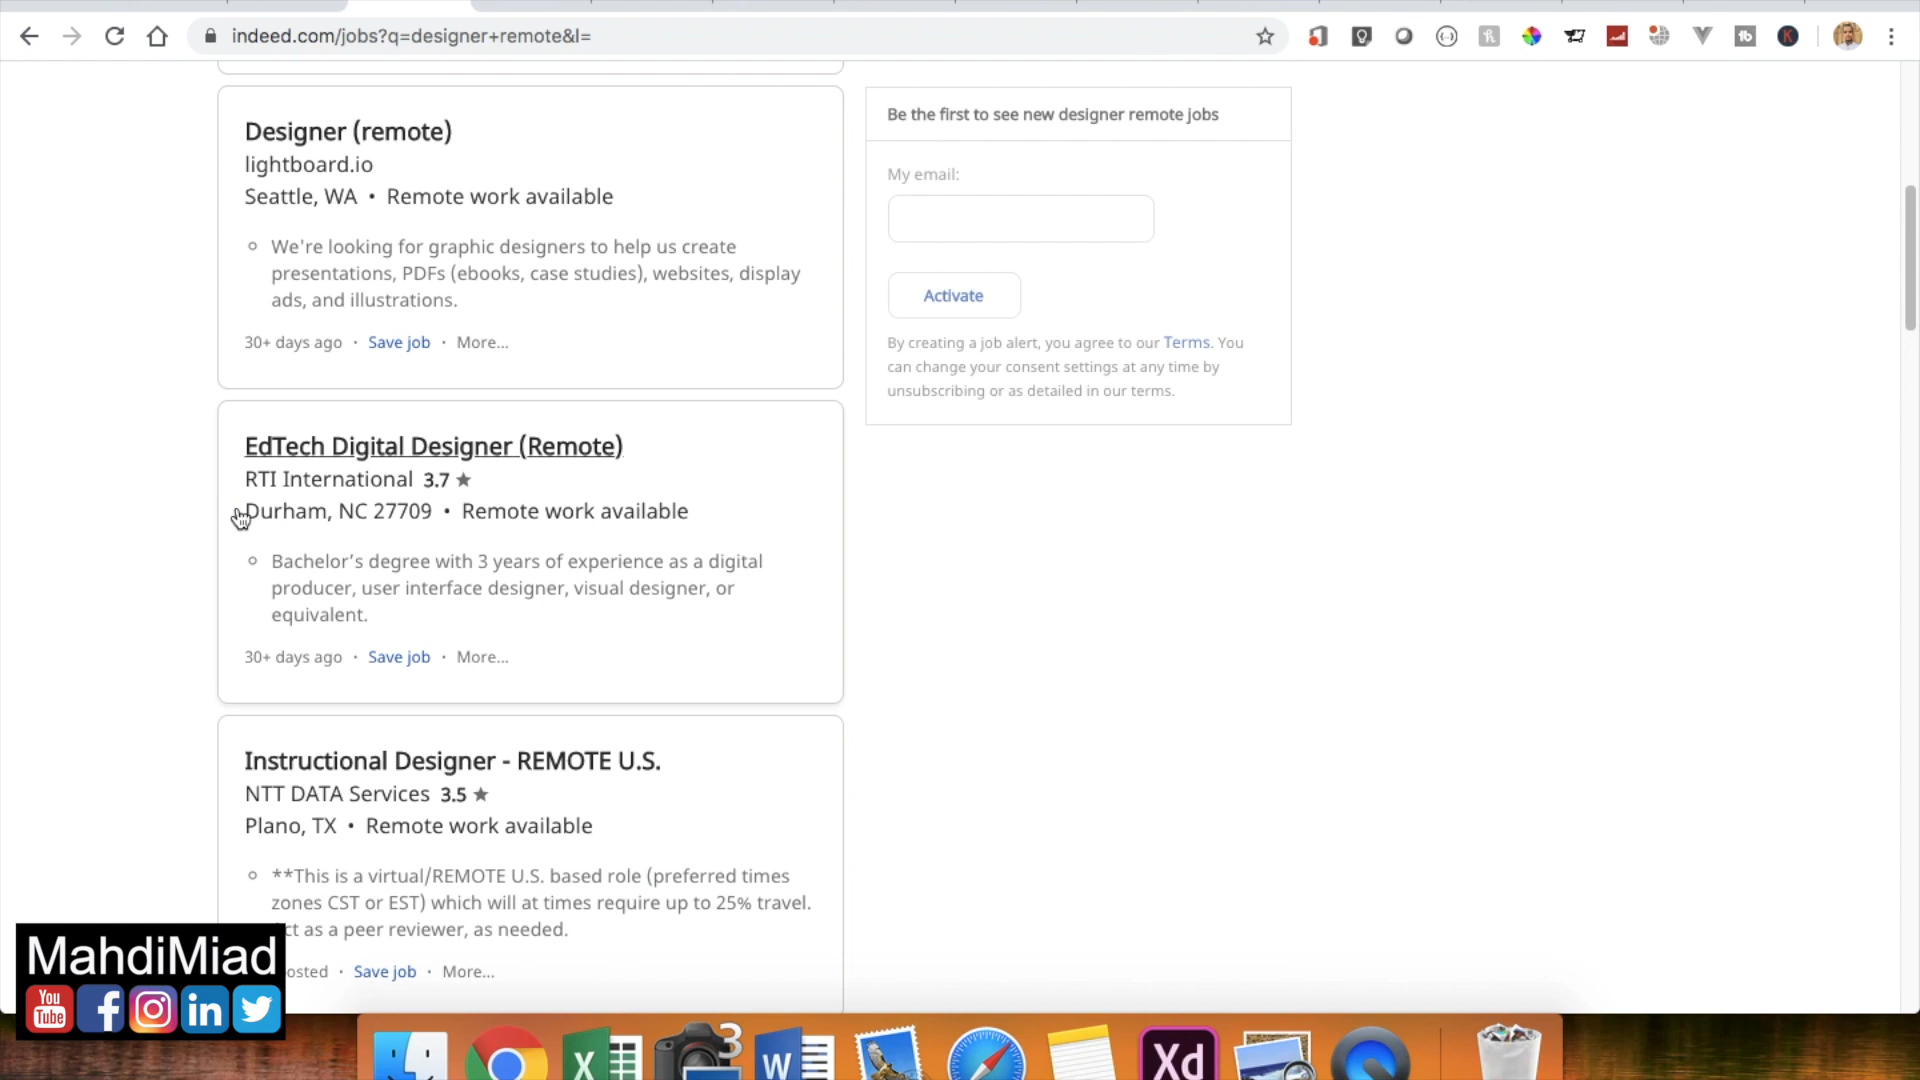 indeed.com/jobs?q=designer+remote&l=
Designer (remote)
lightboard.io
Seattle, WA • Remote work available
We're looking for graphic designers to help us create
presentations, PDFs (ebooks, case studies), websites, display
ads, and illustrations.
30+ days ago · Save job · More...
Be the first to see new designer remote jobs
My email:
Activate
By creating a job alert, you agree to our Terms. You
can change your consent settings at any time by
unsubscribing or as detailed in our terms.
EdTech Digital Designer (Remote)
RTI International 3.7 ★
Durham, NC 27709 • Remote work available
Bachelor’s degree with 3 years of experience as a digital
producer, user interface designer, visual designer, or
equivalent.
30+ days ago · Save job · More...
Instructional Designer - REMOTE U.S.
NTT DATA Services 3.5 ★
Plano, TX • Remote work available
**This is a virtual/REMOTE U.S. based role (preferred times
zones CST or EST) which will at times require up to 25% travel.
as a peer reviewer, as needed.
Save job · More...
MahdiMiad
You
Tube
f
in
X
3
W
Xd